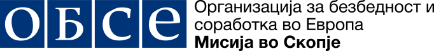 ОБСЕ
Организација за безбедност и
соработка во Европа
Мисија во Скопје